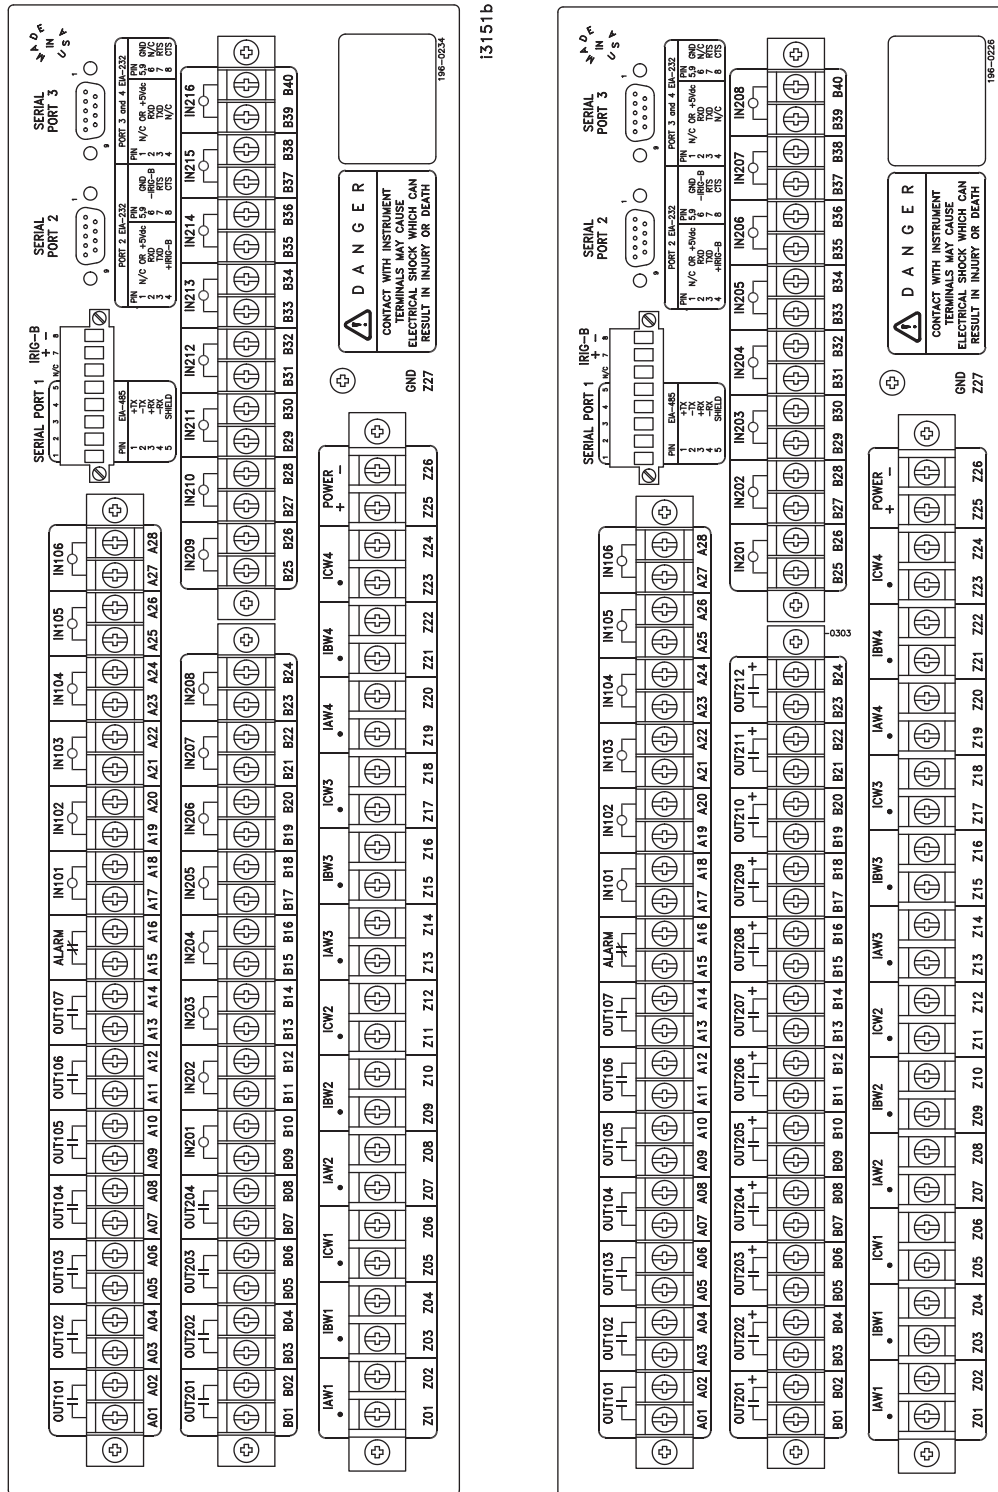 i3151b
MADE
IN
USA
SERIAL PORT 1
IRIG-B
+ -
1 2 3 4 5 N/C 7 8
SERIAL
PORT 2
SERIAL
PORT 3
1
9
1
9
PIN EIA-485
1 +TX
2 -TX
3 +RX
4 -RX
5 SHIELD
PORT 2 EIA-232
PIN PIN
1 N/C OR +5Vdc 5,9 GND
2 RXD 6 -IRIG-B
3 TXD 7 RTS
4 +IRIG-B 8 CTS
PORT 3 and 4 EIA-232
PIN PIN
1 N/C OR +5Vdc 5,9 GND
2 RXD 6 N/C
3 TXD 7 RTS
4 N/C 8 CTS
OUT101 OUT102 OUT103 OUT104 OUT105 OUT106 OUT107 ALARM IN101 IN102 IN103 IN104 IN105 IN106
A01 A02 A03 A04 A05 A06 A07 A08 A09 A10 A11 A12 A13 A14 A15 A16 A17 A18 A19 A20 A21 A22 A23 A24 A25 A26 A27 A28
OUT201 OUT202 OUT203 OUT204 IN201 IN202 IN203 IN204 IN205 IN206 IN207 IN208 IN209 IN210 IN211 IN212 IN213 IN214 IN215 IN216
B01 B02 B03 B04 B05 B06 B07 B08 B09 B10 B11 B12 B13 B14 B15 B16 B17 B18 B19 B20 B21 B22 B23 B24 B25 B26 B27 B28 B29 B30 B31 B32 B33 B34 B35 B36 B37 B38 B39 B40
IAW1 IBW1 ICW1 IAW2 IBW2 ICW2 IAW3 IBW3 ICW3 IAW4 IBW4 ICW4 POWER
+ -
Z01 Z02 Z03 Z04 Z05 Z06 Z07 Z08 Z09 Z10 Z11 Z12 Z13 Z14 Z15 Z16 Z17 Z18 Z19 Z20 Z21 Z22 Z23 Z24 Z25 Z26
GND
Z27
DANGER
CONTACT WITH INSTRUMENT
TERMINALS MAY CAUSE
ELECTRICAL SHOCK WHICH CAN
RESULT IN INJURY OR DEATH
196-0234
MADE
IN
USA
SERIAL PORT 1
IRIG-B
+ -
1 2 3 4 5 N/C 7 8
SERIAL
PORT 2
SERIAL
PORT 3
1
9
1
9
PIN EIA-485
1 +TX
2 -TX
3 +RX
4 -RX
5 SHIELD
PORT 2 EIA-232
PIN PIN
1 N/C OR +5Vdc 5,9 GND
2 RXD 6 -IRIG-B
3 TXD 7 RTS
4 +IRIG-B 8 CTS
PORT 3 and 4 EIA-232
PIN PIN
1 N/C OR +5Vdc 5,9 GND
2 RXD 6 N/C
3 TXD 7 RTS
4 N/C 8 CTS
OUT101 OUT102 OUT103 OUT104 OUT105 OUT106 OUT107 ALARM IN101 IN102 IN103 IN104 IN105 IN106
A01 A02 A03 A04 A05 A06 A07 A08 A09 A10 A11 A12 A13 A14 A15 A16 A17 A18 A19 A20 A21 A22 A23 A24 A25 A26 A27 A28
OUT201 + OUT202 + OUT203 + OUT204 + OUT205 + OUT206 + OUT207 + OUT208 + OUT209 + OUT210 + OUT211 + OUT212 + IN201 IN202 IN203 IN204 IN205 IN206 IN207 IN208
B01 B02 B03 B04 B05 B06 B07 B08 B09 B10 B11 B12 B13 B14 B15 B16 B17 B18 B19 B20 B21 B22 B23 B24 B25 B26 B27 B28 B29 B30 B31 B32 B33 B34 B35 B36 B37 B38 B39 B40
-0303
IAW1 IBW1 ICW1 IAW2 IBW2 ICW2 IAW3 IBW3 ICW3 IAW4 IBW4 ICW4 POWER
+ -
Z01 Z02 Z03 Z04 Z05 Z06 Z07 Z08 Z09 Z10 Z11 Z12 Z13 Z14 Z15 Z16 Z17 Z18 Z19 Z20 Z21 Z22 Z23 Z24 Z25 Z26
GND
Z27
DANGER
CONTACT WITH INSTRUMENT
TERMINALS MAY CAUSE
ELECTRICAL SHOCK WHICH CAN
RESULT IN INJURY OR DEATH
196-0226